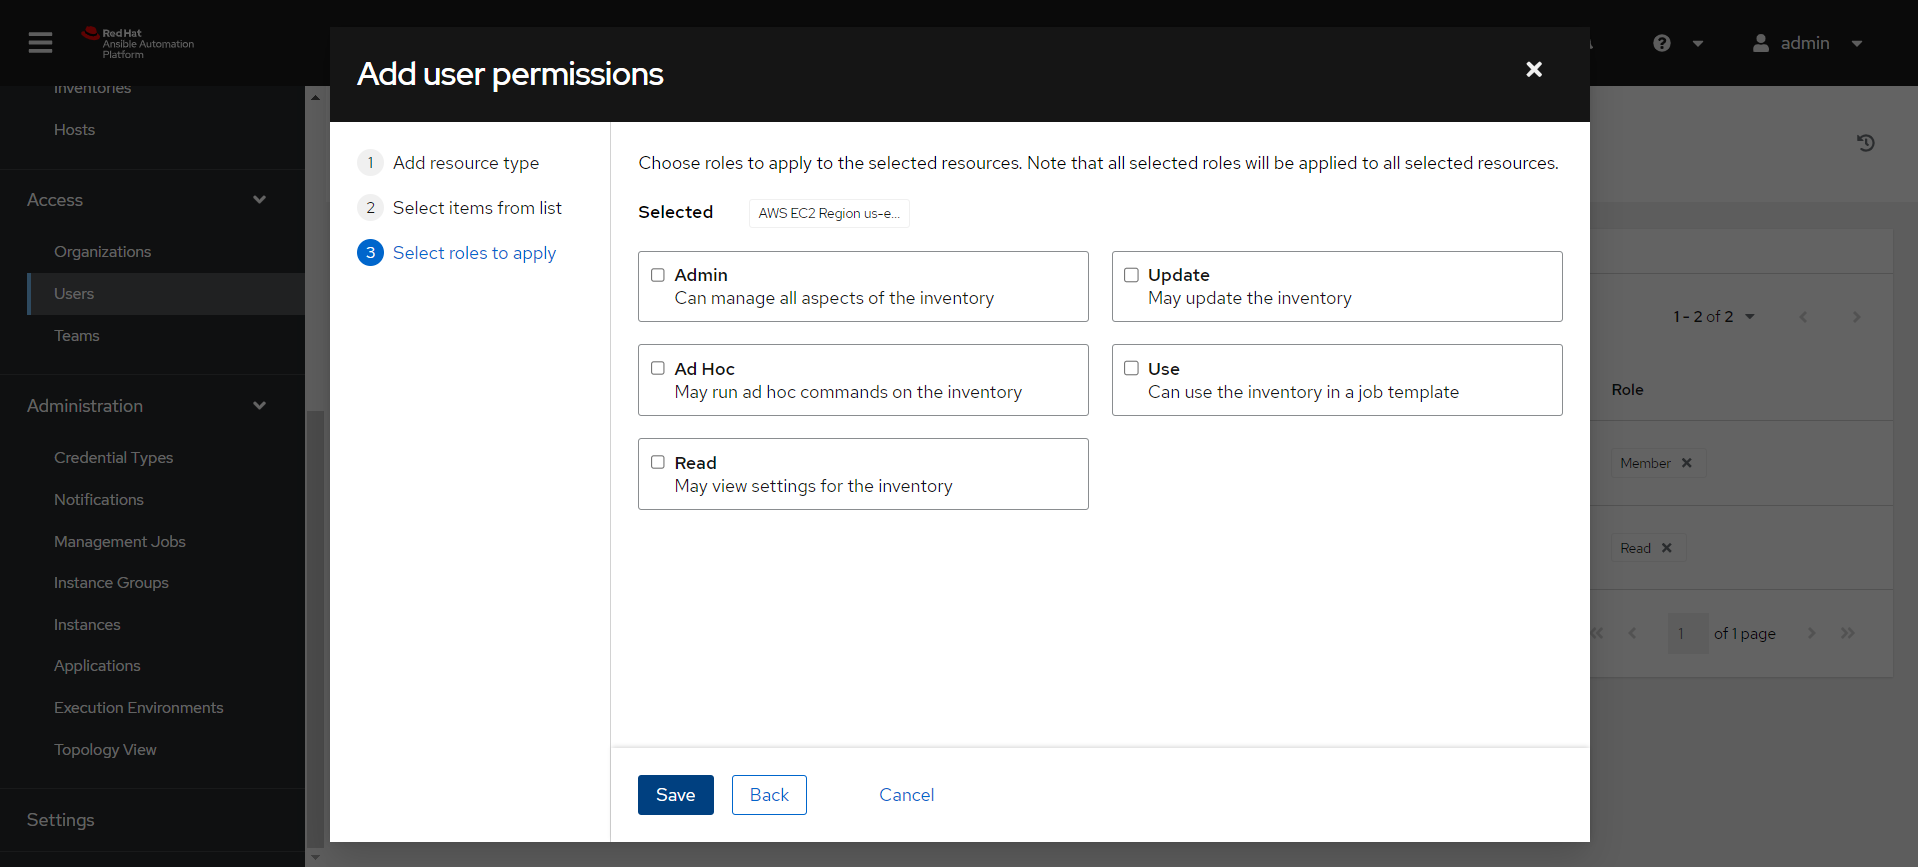 Red Hat
Ansible Automation
Platform
admin
Inventories
Hosts
Access
Organizations
Users
Teams
Administration
Credential Types
Notifications
Management Jobs
Instance Groups
Instances
Applications
Execution Environments
Topology View
Settings
Add user permissions
1 Add resource type
2 Select items from list
3 Select roles to apply
Choose roles to apply to the selected resources. Note that all selected roles will be applied to all selected resources.
Selected AWS EC2 Region us-e...
Admin
Can manage all aspects of the inventory
Update
May update the inventory
Ad Hoc
May run ad hoc commands on the inventory
Use
Can use the inventory in a job template
Read
May view settings for the inventory
Save Back Cancel
1 - 2 of 2
Role
Member
Read
1 of 1 page